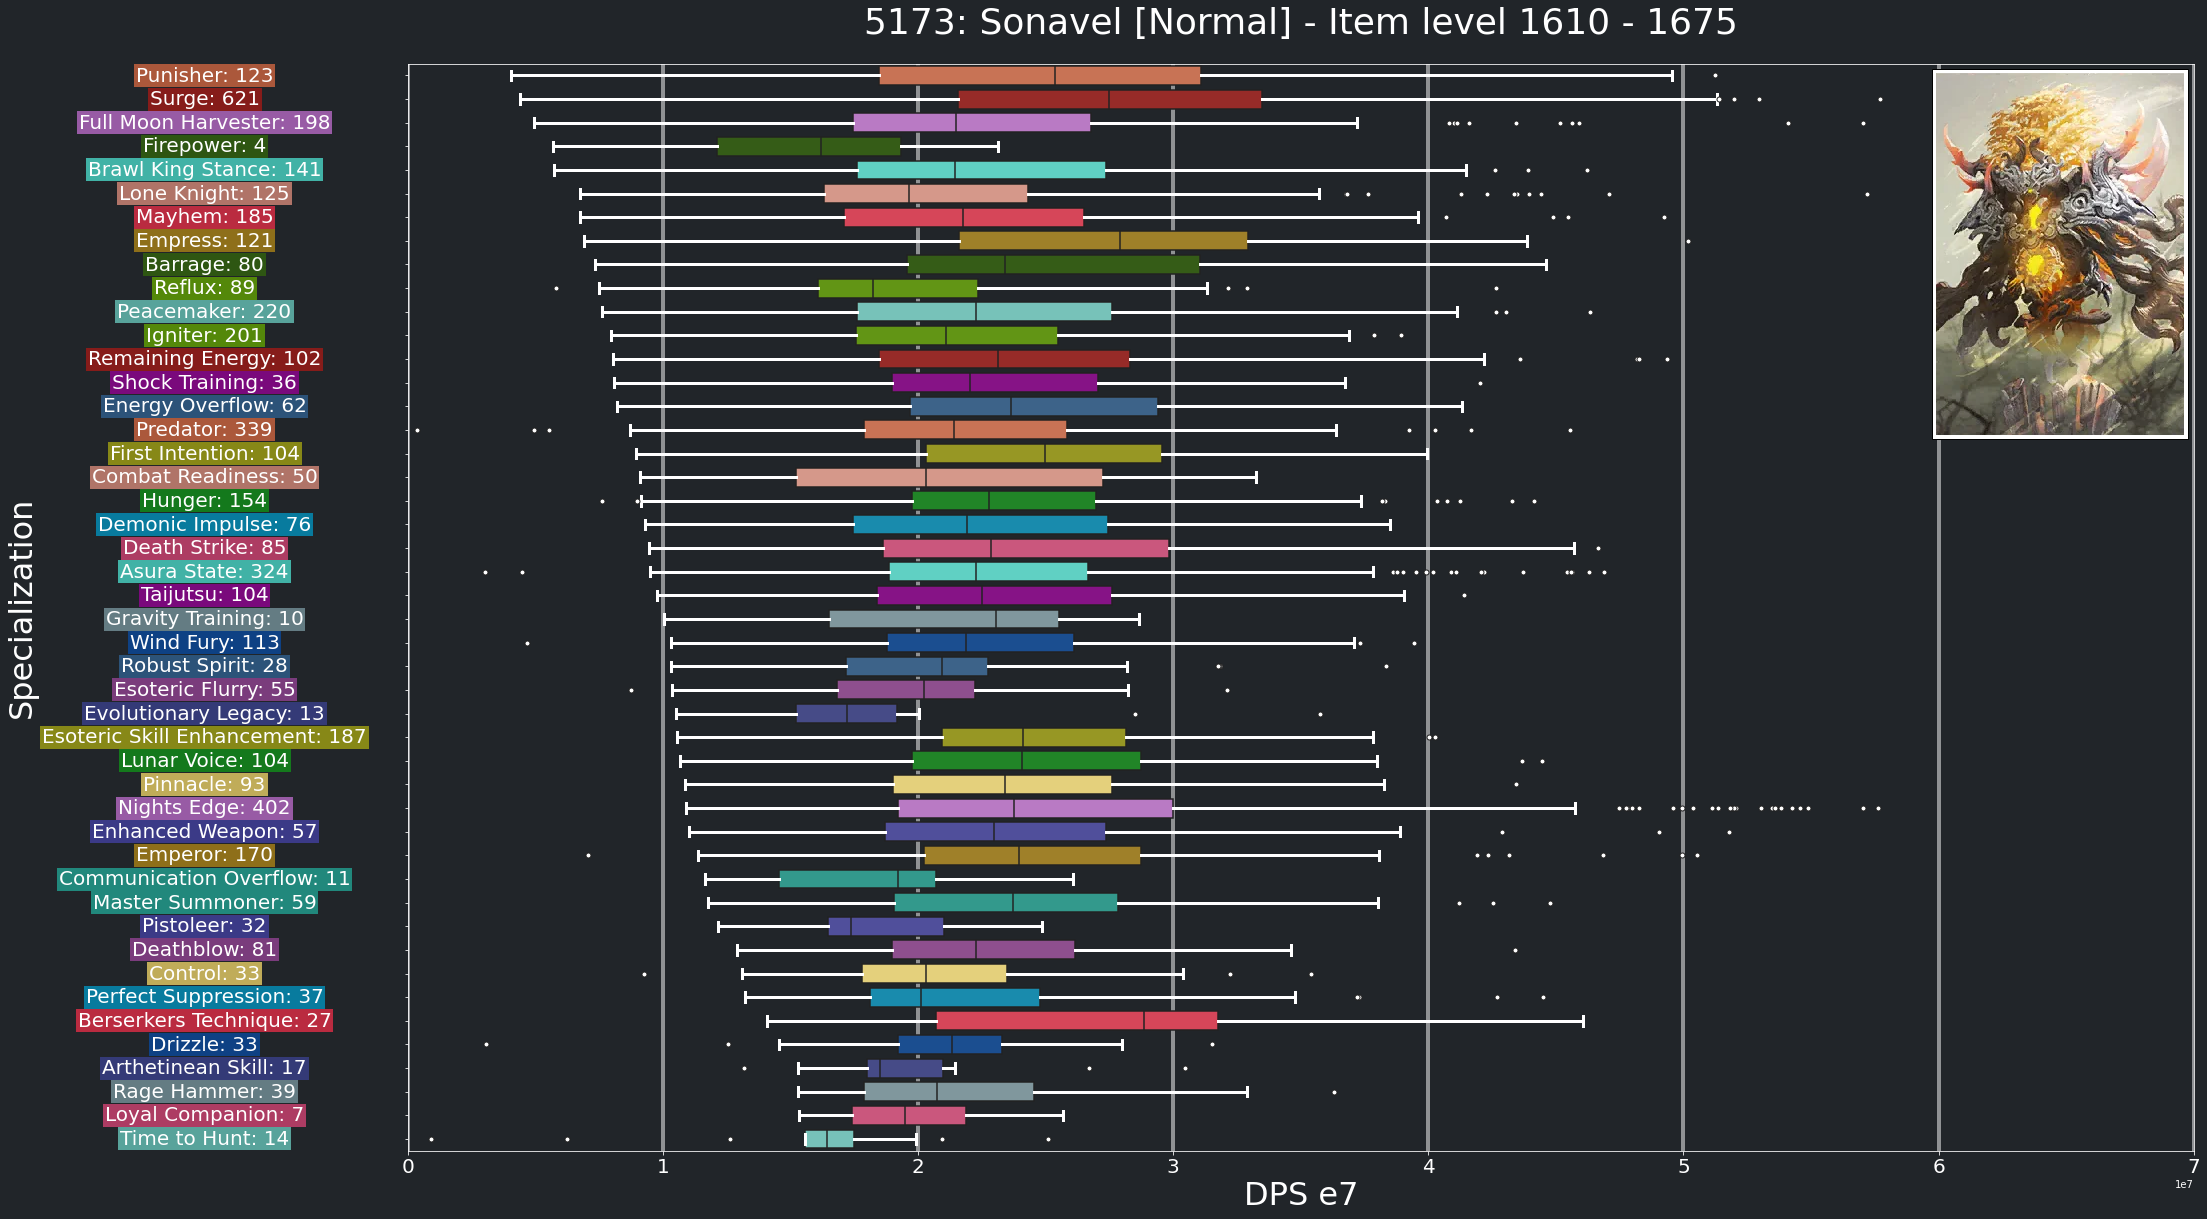 5173: Sonavel [Normal] - Item level 1610 - 1675
Specialization
Punisher: 123
Surge: 621
Full Moon Harvester: 198
Firepower: 4
Brawl King Stance: 141
Lone Knight: 125
Mayhem: 185
Empress: 121
Barrage: 80
Reflux: 89
Peacemaker: 220
Igniter: 201
Remaining Energy: 102
Shock Training: 36
Energy Overflow: 62
Predator: 339
First Intention: 104
Combat Readiness: 50
Hunger: 154
Demonic Impulse: 76
Death Strike: 85
Asura State: 324
Taijutsu: 104
Gravity Training: 10
Wind Fury: 113
Robust Spirit: 28
Esoteric Flurry: 55
Evolutionary Legacy: 13
Esoteric Skill Enhancement: 187
Lunar Voice: 104
Pinnacle: 93
Nights Edge: 402
Enhanced Weapon: 57
Emperor: 170
Communication Overflow: 11
Master Summoner: 59
Pistoleer: 32
Deathblow: 81
Control: 33
Perfect Suppression: 37
Berserkers Technique: 27
Drizzle: 33
Arthetinean Skill: 17
Rage Hammer: 39
Loyal Companion: 7
Time to Hunt: 14
0 1 2 3 4 5 6 7
1e7
DPS e7